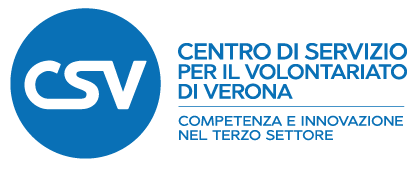 CSV
CENTRO DI SERVIZIO
PER IL VOLONTARIATO
DI VERONA
COMPETENZA E INNOVAZIONE
NEL TERZO SETTORE